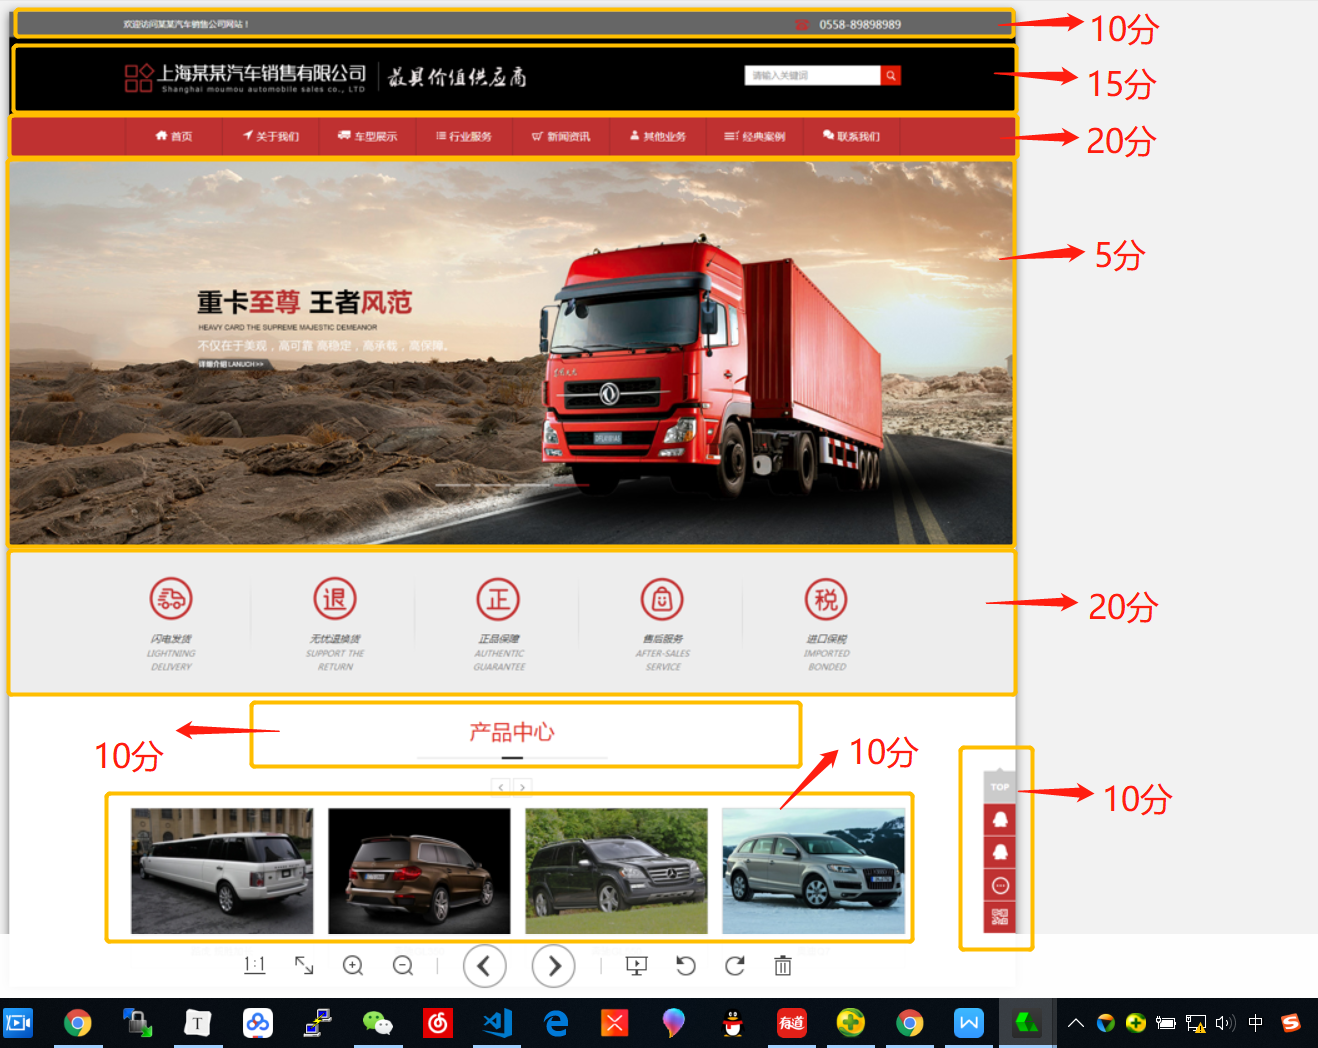 欢迎访问某某汽车销售公司网站！
0558-89898989
10分
上海某某汽车销售有限公司
Shanghai moumou automobile sales co., LTD
最具价值供应商
请输入关键词
15分
首页
关于我们
车型展示
行业服务
新闻资讯
其他业务
经典案例
联系我们
20分
5分
重卡至尊 王者风范
HEAVY CARD THE SUPREME MAJESTIC DEMEANOR
不仅在于美观，高可靠 高稳定，高承载，高保障。
详细介绍 LANUCH>>
退
正
税
20分
闪电发货
LIGHTNING
DELIVERY
无忧退换货
SUPPORT THE
RETURN
正品保障
AUTHENTIC
GUARANTEE
售后服务
AFTER-SALES
SERVICE
进口保税
IMPORTED
BONDED
产品中心
10分
10分
TOP
10分
1:1
T
有道
W
中